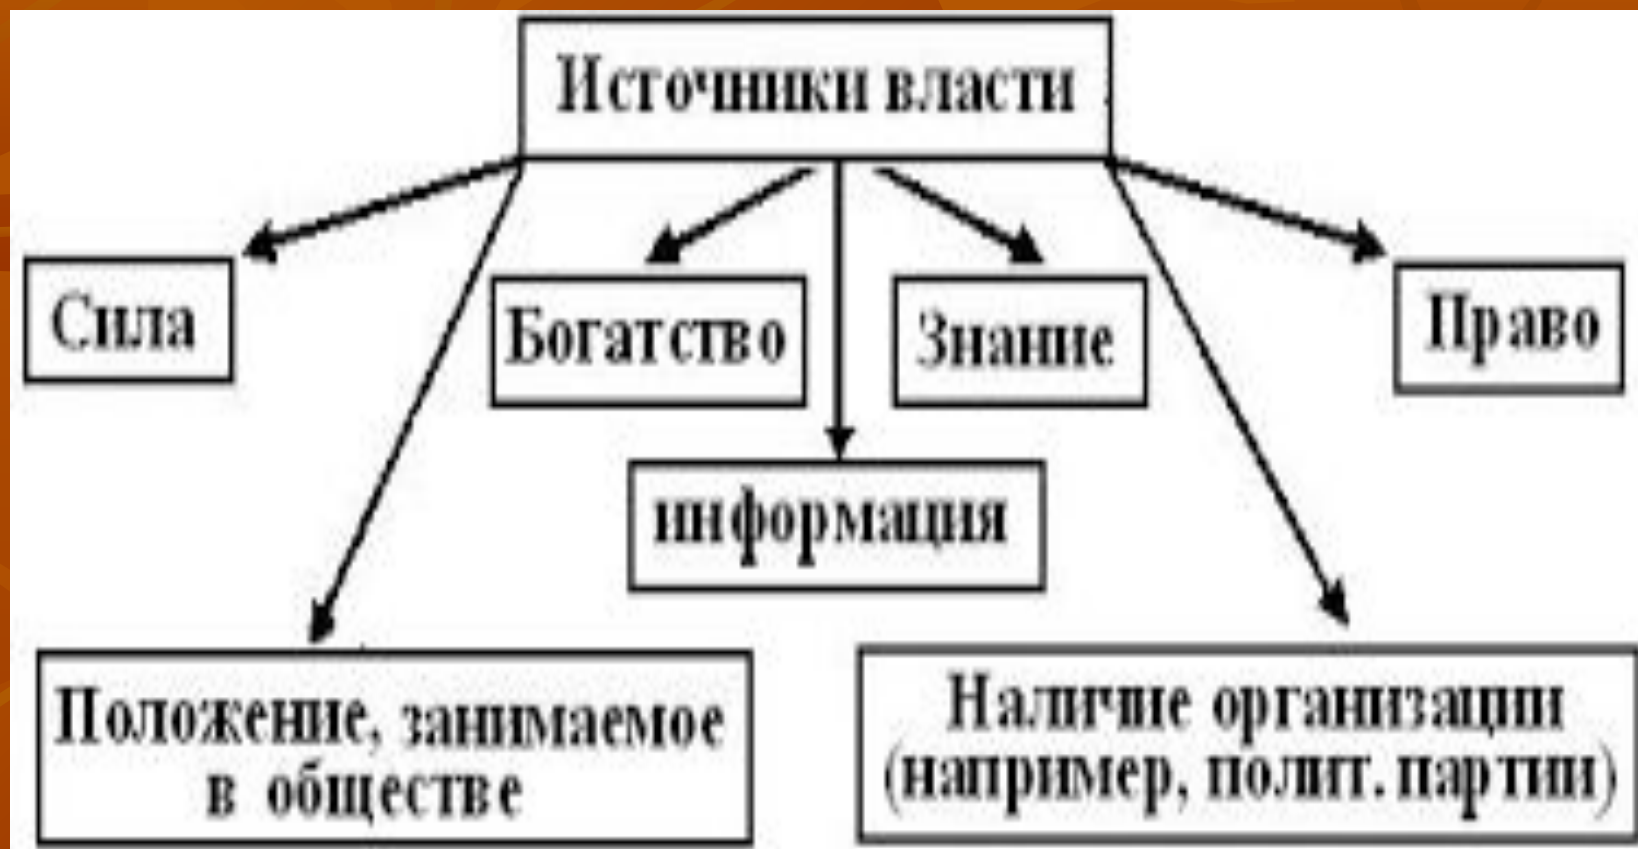 Источники власти
Сила
Богатство
Знание
Право
информация
Положение, занимаемое
в обществе
Наличие организации
(например, полит. партии)